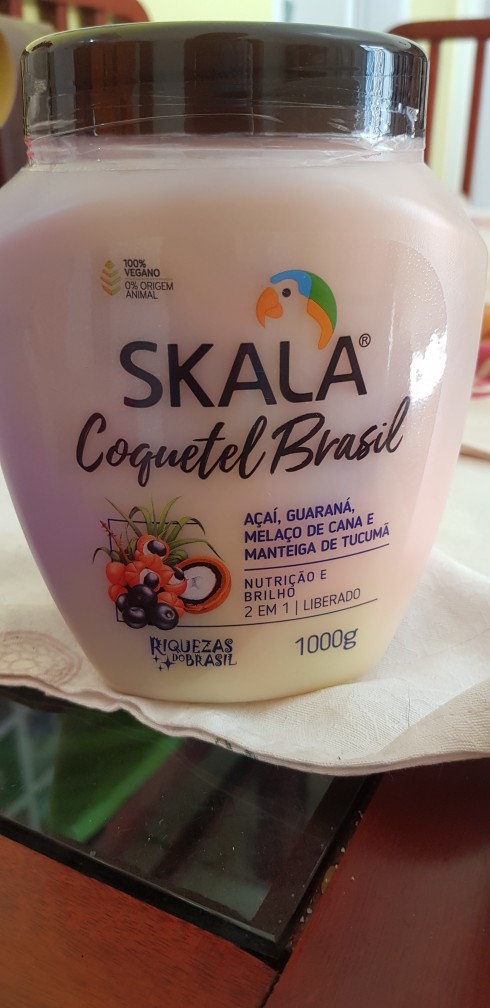 100%
VEGANO
0% ORIGEM
ANIMAL
SKALA®
Coquetel Brasil
AÇAÍ, GUARANÁ,
MELAÇO DE CANA E
MANTEIGA DE TUCUMÃ
NUTRIÇÃO E
BRILHO
2 EM 1 | LIBERADO
RIQUEZAS
DO BRASIL
1000g